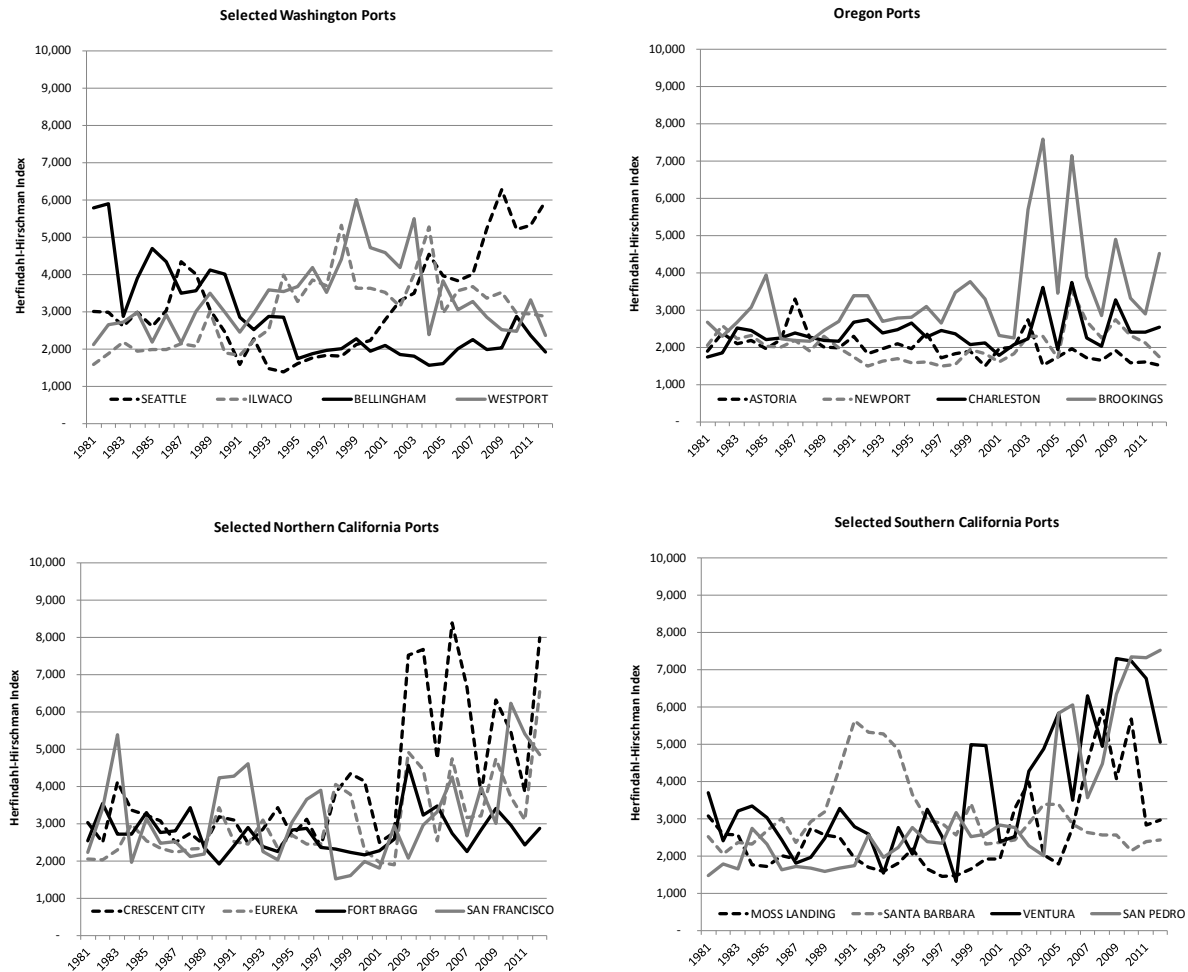 Selected Washington Ports
10,000
9,000
8,000
7,000
6,000
5,000
4,000
3,000
2,000
1,000
-
Herfindahl-Hirschman Index
SEATTLE ILWACO BELLINGHAM WESTPORT
1981 1983 1985 1987 1989 1991 1993 1995 1997 1999 2001 2003 2005 2007 2009 2011
Oregon Ports
10,000
9,000
8,000
7,000
6,000
5,000
4,000
3,000
2,000
1,000
-
Herfindahl-Hirschman Index
ASTORIA NEWPORT CHARLESTON BROOKINGS
1981 1983 1985 1987 1989 1991 1993 1995 1997 1999 2001 2003 2005 2007 2009 2011
Selected Northern California Ports
10,000
9,000
8,000
7,000
6,000
5,000
4,000
3,000
2,000
1,000
-
Herfindahl-Hirschman Index
CRESCENT CITY EUREKA FORT BRAGG SAN FRANCISCO
1981 1983 1985 1987 1989 1991 1993 1995 1997 1999 2001 2003 2005 2007 2009 2011
Selected Southern California Ports
10,000
9,000
8,000
7,000
6,000
5,000
4,000
3,000
2,000
1,000
-
Herfindahl-Hirschman Index
MOSS LANDING SANTA BARBARA VENTURA SAN PEDRO
1981 1983 1985 1987 1989 1991 1993 1995 1997 1999 2001 2003 2005 2007 2009 2011